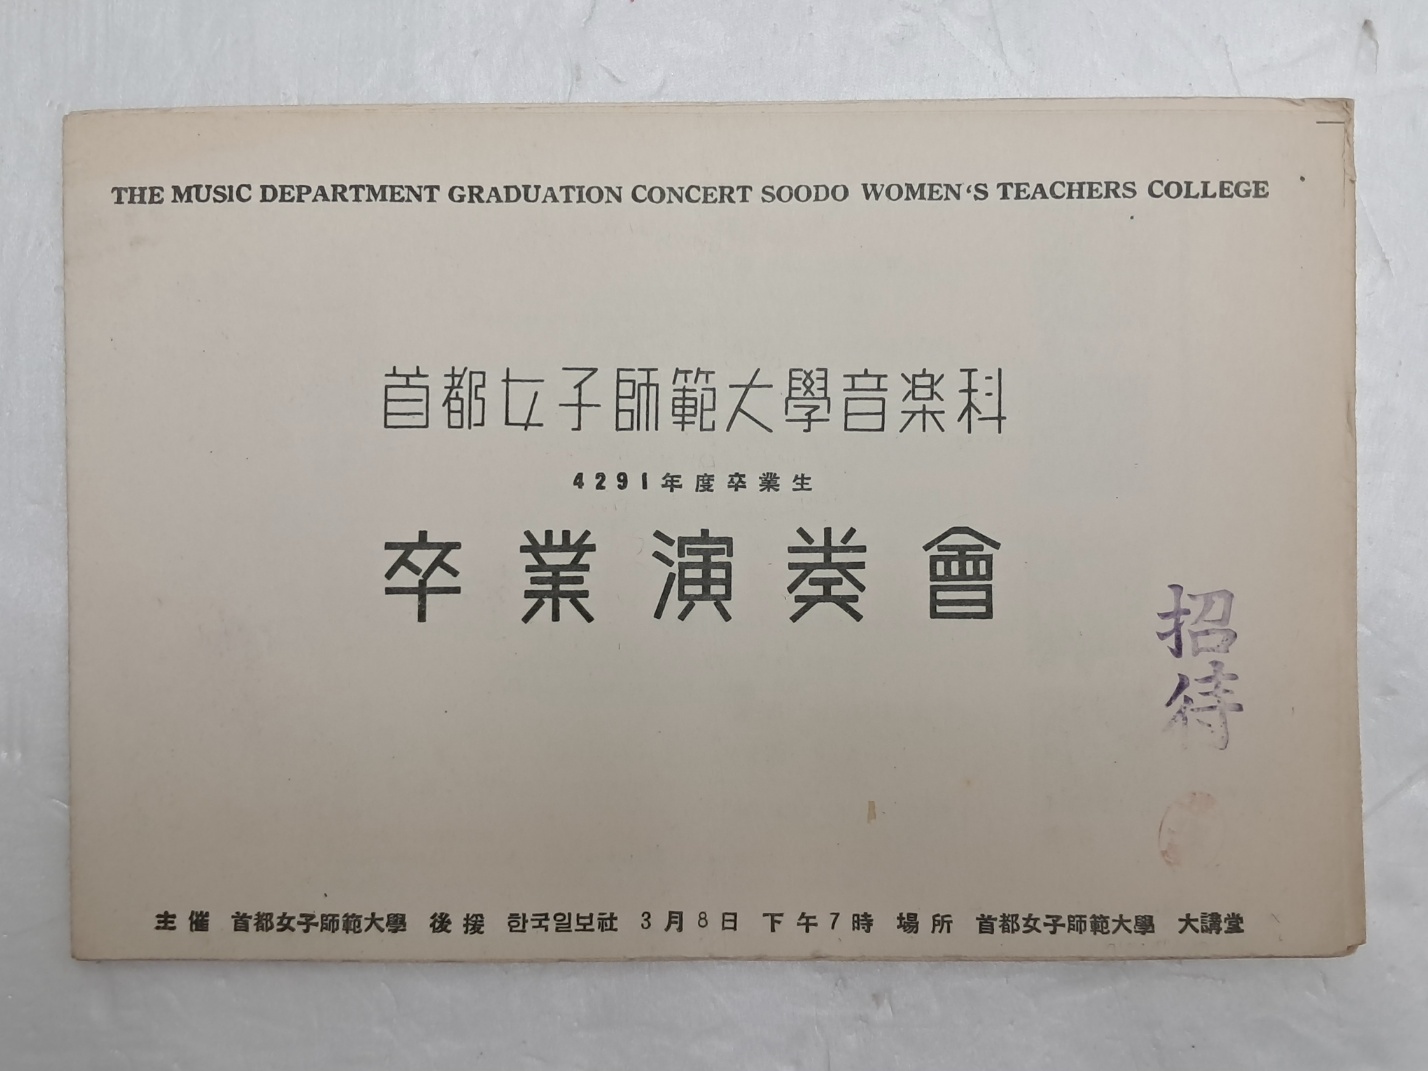 THE MUSIC DEPARTMENT GRADUATION CONCERT SOODO WOMEN'S TEACHERS COLLEGE
首都女子師範大學音楽科
4291年度卒業生
卒業演奏會
招待
主催 首都女子師範大學 後援 한국일보社 3月8日 下午7時 場所 首都女子師範大學 大講堂